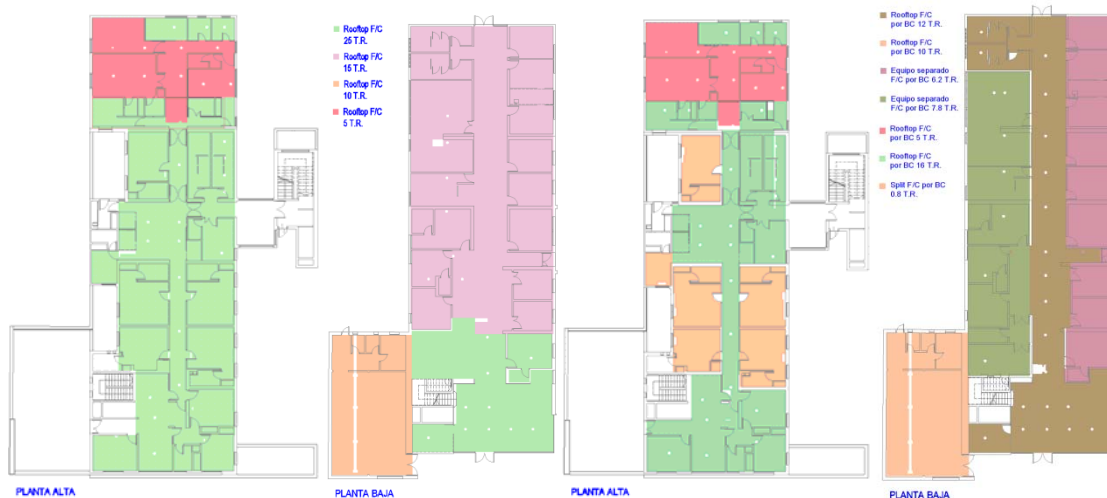 Rooftop F/C
25 T.R.
Rooftop F/C
15 T.R.
Rooftop F/C
10 T.R.
Rooftop F/C
5 T.R.
PLANTA ALTA
PLANTA BAJA
Rooftop F/C
por BC 12 T.R.
Rooftop F/C
por BC 10 T.R.
Equipo separado
F/C por BC 6.2 T.R.
Equipo separado
F/C por BC 7.8 T.R.
Rooftop F/C
por BC 5 T.R.
Rooftop F/C
por BC 16 T.R.
Split F/C por BC
0.8 T.R.
PLANTA ALTA
PLANTA BAJA